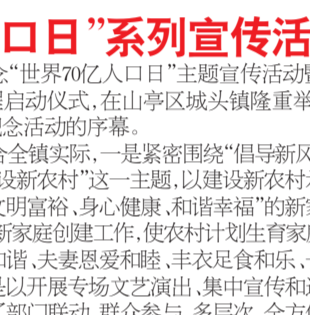 口日”系列宣传活
“世界70亿人口日”主题宣传活动
启动仪式,在山亭区城头镇隆重举
念活动的序幕。
合全镇实际,一是紧密围绕“倡导新风
设新农村”这一主题,以建设新农村
文明富裕、身心健康、和谐幸福”的新
新家庭创建工作,使农村计划生育家
和谐、夫妻恩爱和睦、丰衣足食和乐、
是以开展专场文艺演出、集中宣传和
部门联动、群众参与、多层次、全方